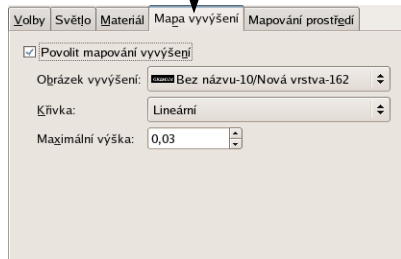 Volby Světlo Materiál Mapa vyvýšení Mapování prostředí
Povolit mapování vyvýšení
Obrázek vyvýšení: Bez názvu-10/Nová vrstva-162
Křivka: Lineární
Maximální výška: 0,03